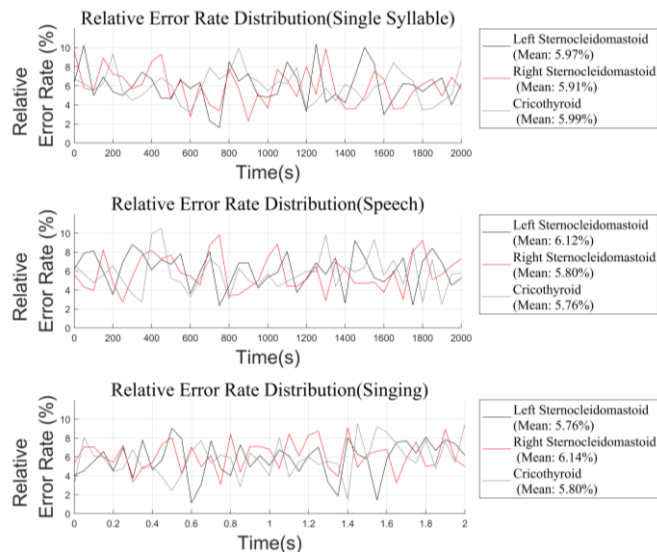 Relative Error Rate Distribution(Single Syllable)
Relative
Error Rate (%)
10
8
6
4
2
0
0 200 400 600 800 1000 1200 1400 1600 1800 2000
Time(s)
Left Sternocleidomastoid
(Mean: 5.97%)
Right Sternocleidomastoid
(Mean: 5.91%)
Cricothyroid
(Mean: 5.99%)
Relative Error Rate Distribution(Speech)
Relative
Error Rate (%)
10
8
6
4
2
0
0 200 400 600 800 1000 1200 1400 1600 1800 2000
Time(s)
Left Sternocleidomastoid
(Mean: 6.12%)
Right Sternocleidomastoid
(Mean: 5.80%)
Cricothyroid
(Mean: 5.76%)
Relative Error Rate Distribution(Singing)
Relative
Error Rate (%)
10
8
6
4
2
0
0 0.2 0.4 0.6 0.8 1 1.2 1.4 1.6 1.8 2
Time(s)
Left Sternocleidomastoid
(Mean: 5.76%)
Right Sternocleidomastoid
(Mean: 6.14%)
Cricothyroid
(Mean: 5.80%)